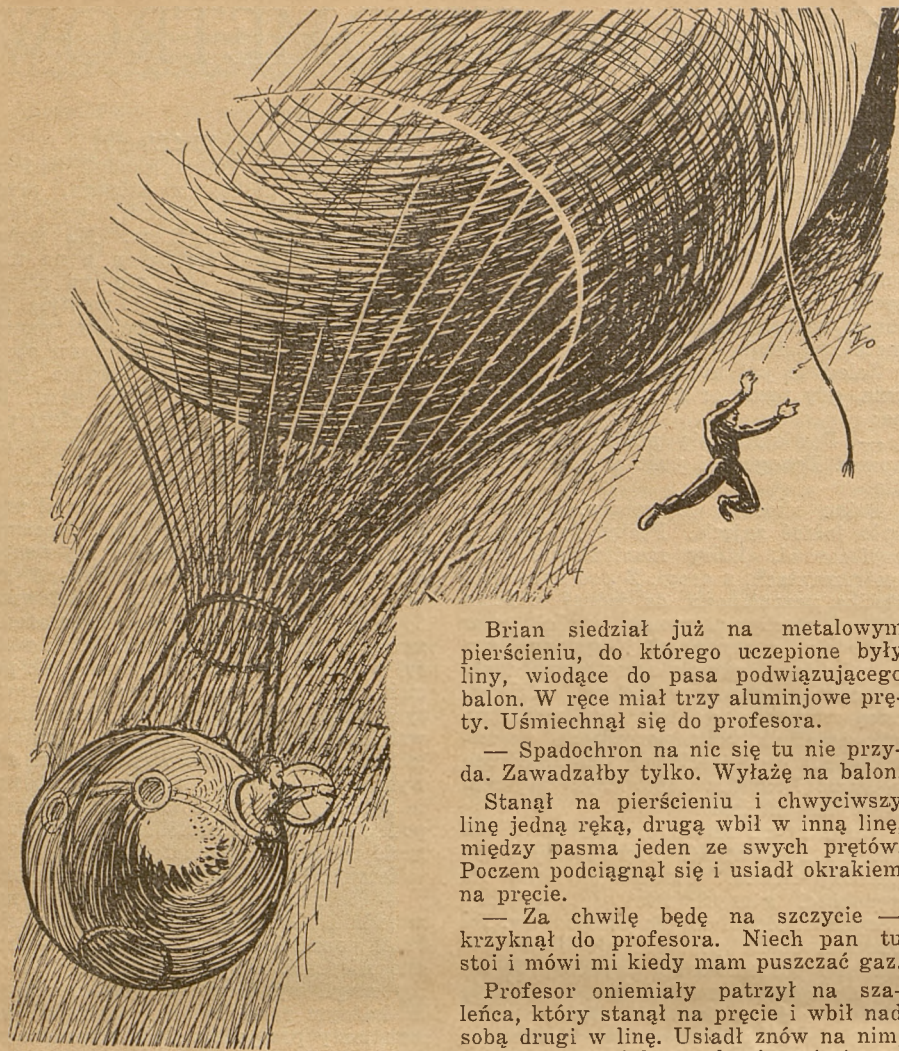 Brian siedział już na metalowym
pierścieniu, do którego uczepione były
liny, wiodące do pasa podwiązującego
balon. W ręce miał trzy aluminjowe prę-
ty. Uśmiechnął się do profesora.
— Spadochron na nic się tu nie przy-
da. Zawadzałby tylko. Wyłażę na balon
Stanął na pierścieniu i chwyciwszy
linę jedną ręką, drugą wbił w inną linę
między pasma jeden ze swych prętów
Poczem podciągnął się i usiadł okrakiem
na pręcie.
— Za chwilę będę na szczycie —
krzyknął do profesora. Niech pan tu
stoi i mówi mi kiedy mam puszczać gaz.
Profesor oniemiały patrzył na sza-
leńca, który stanął na pręcie i wbił nad
sobą drugi w linę. Usiadł znów na nim